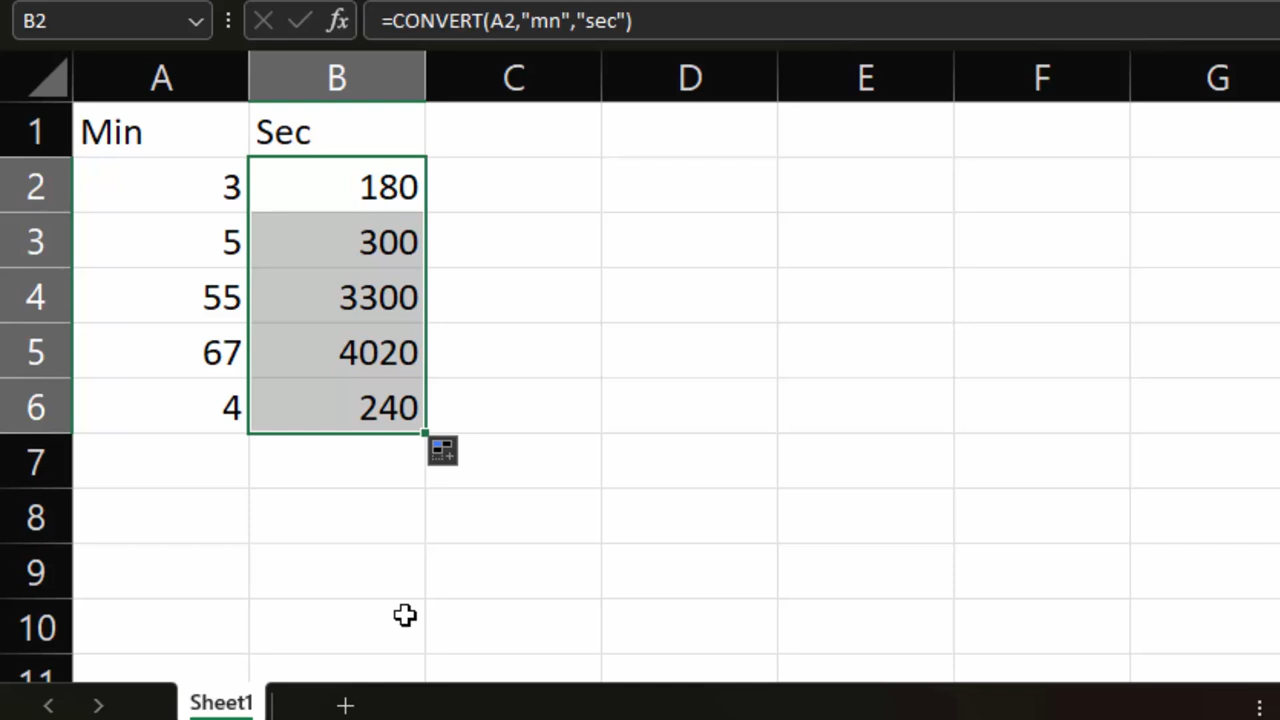 B2 fx =CONVERT(A2,"mn","sec")
A B C D E F G
1 Min Sec
2 3 180
3 5 300
4 55 3300
5 67 4020
6 4 240
7
8
9
10
11
Sheet1